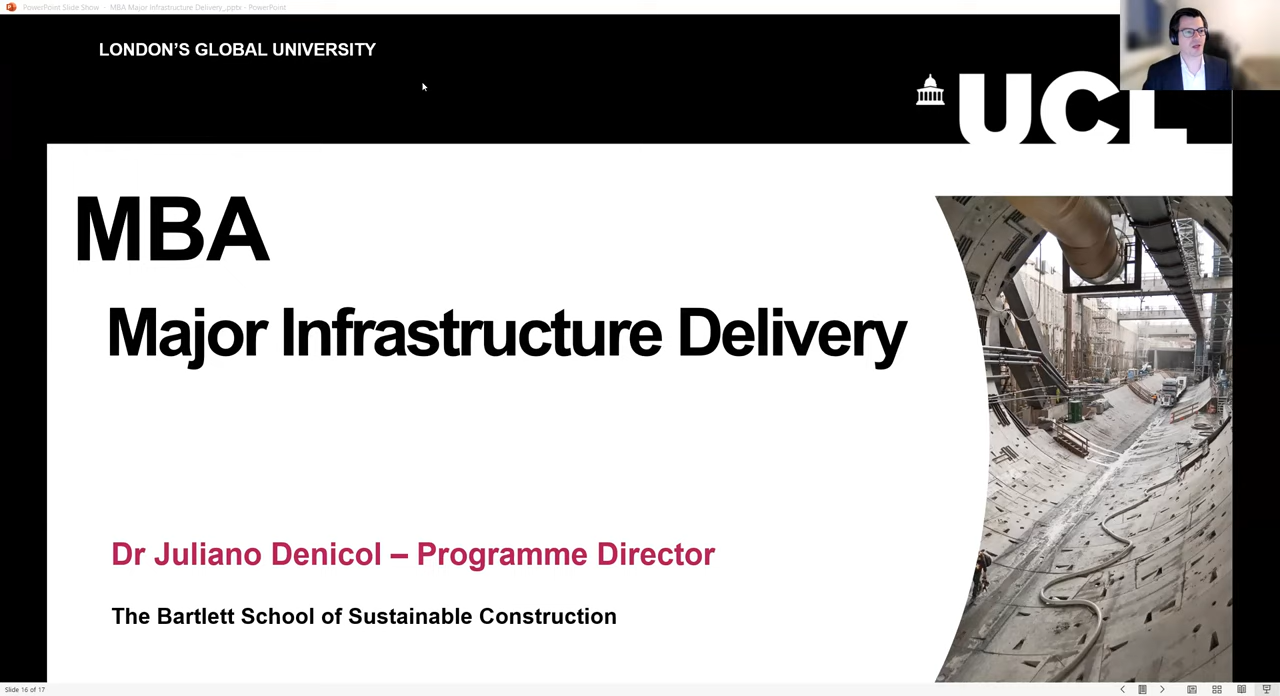 PowerPoint Slide Show - MBA Major Infrastructure Delivery_.pptx - PowerPoint
LONDON'S GLOBAL UNIVERSITY
UCL
MBA
Major Infrastructure Delivery
Dr Juliano Denicol – Programme Director
The Bartlett School of Sustainable Construction
Slide 16 of 17